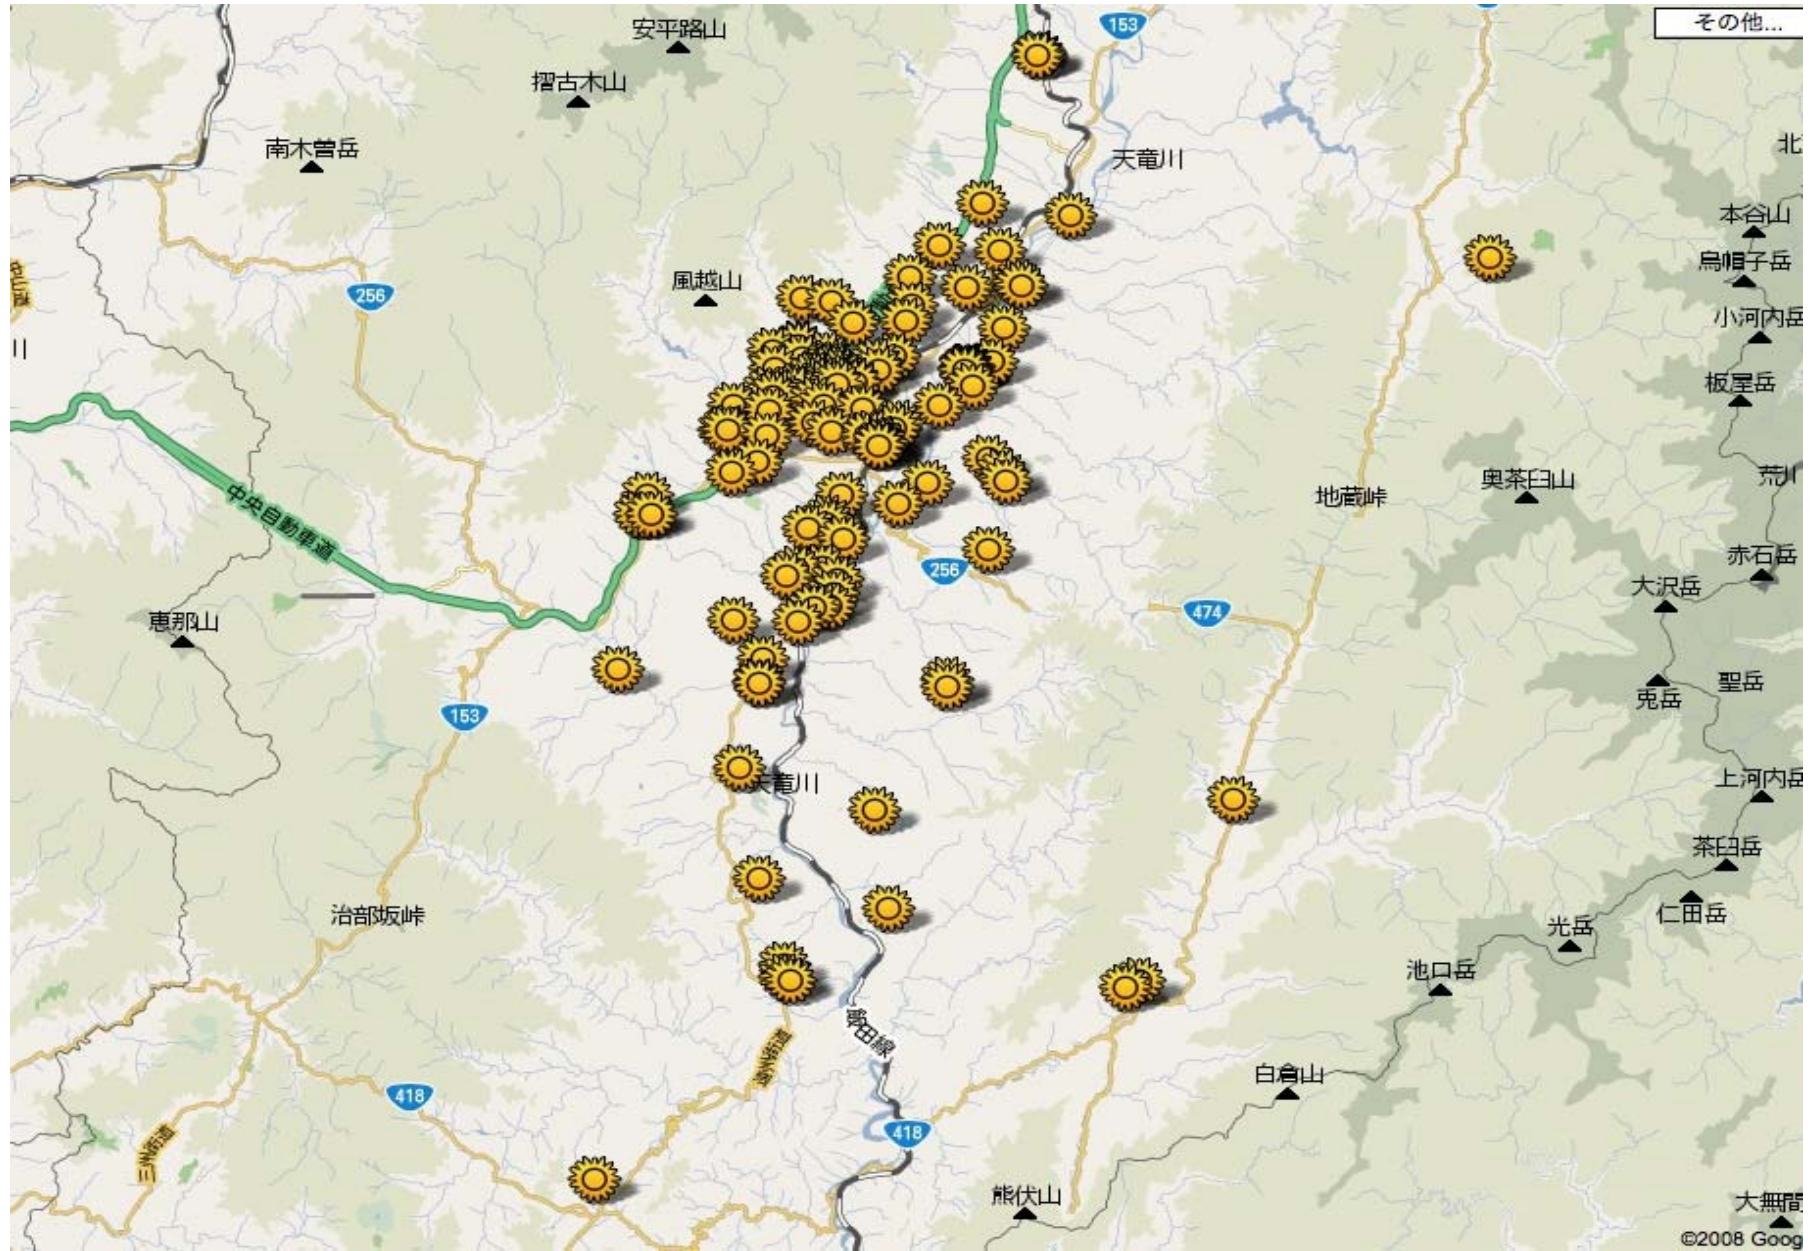 安平路山
153
その他...
摺古木山
南木曽岳
天竜川
北
本谷山
烏帽子岳
風越山
256
小河内岳
川
板屋岳
奥茶臼山
荒川
地蔵峠
中央自動車道
赤石岳
256
大沢岳
474
恵那山
聖岳
兎岳
153
天竜川
上河内岳
茶臼岳
仁田岳
治部坂峠
光岳
池口岳
飯田線
白倉山
418
418
熊伏山
大無間
©2008 Goog